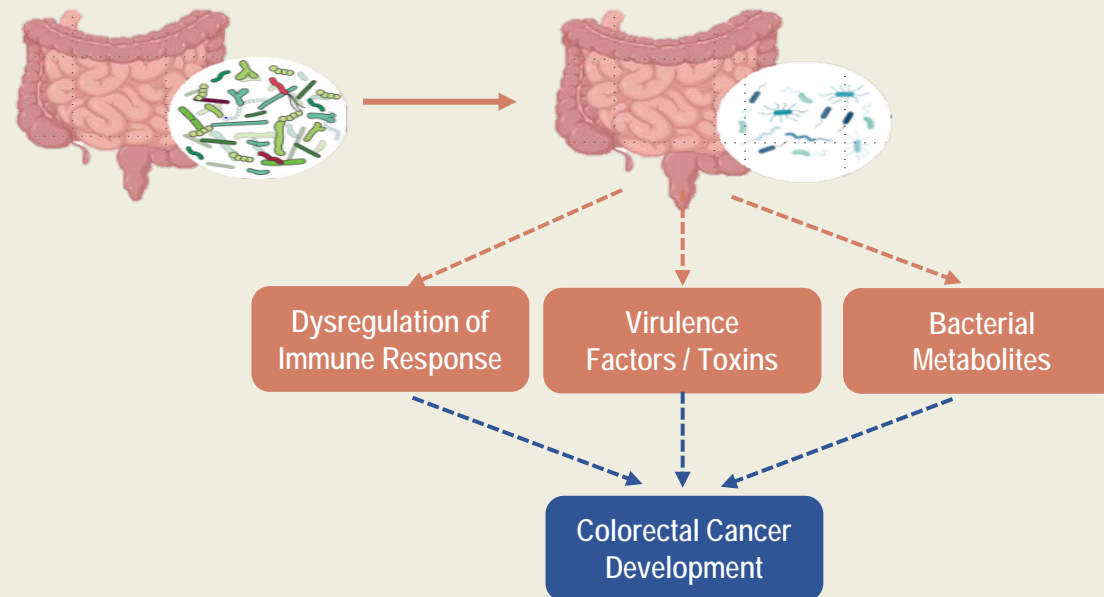 Dysregulation of
Immune Response
Virulence
Factors / Toxins
Bacterial
Metabolites
Colorectal Cancer
Development